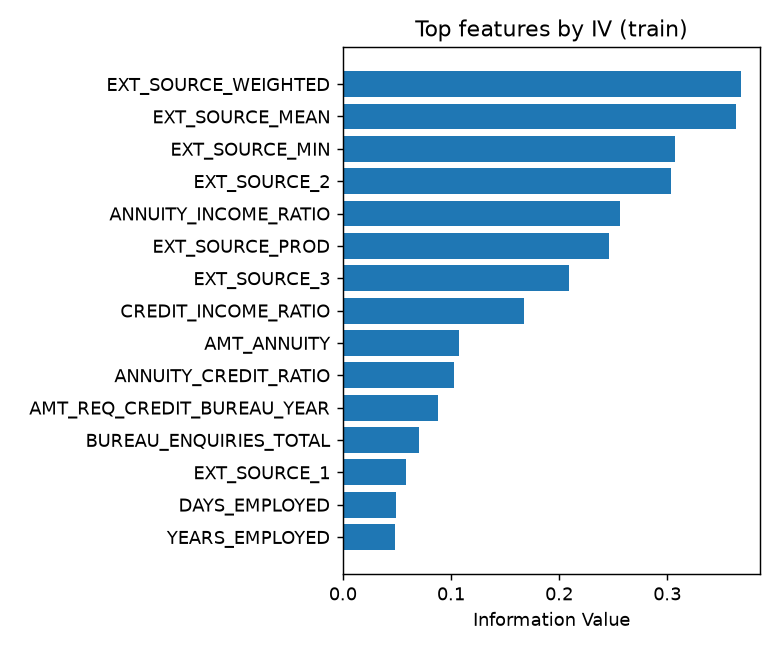 Top features by IV (train)
EXT_SOURCE_WEIGHTED
EXT_SOURCE_MEAN
EXT_SOURCE_MIN
EXT_SOURCE_2
ANNUITY_INCOME_RATIO
EXT_SOURCE_PROD
EXT_SOURCE_3
CREDIT_INCOME_RATIO
AMT_ANNUITY
ANNUITY_CREDIT_RATIO
AMT_REQ_CREDIT_BUREAU_YEAR
BUREAU_ENQUIRIES_TOTAL
EXT_SOURCE_1
DAYS_EMPLOYED
YEARS_EMPLOYED
0.0 0.1 0.2 0.3
Information Value